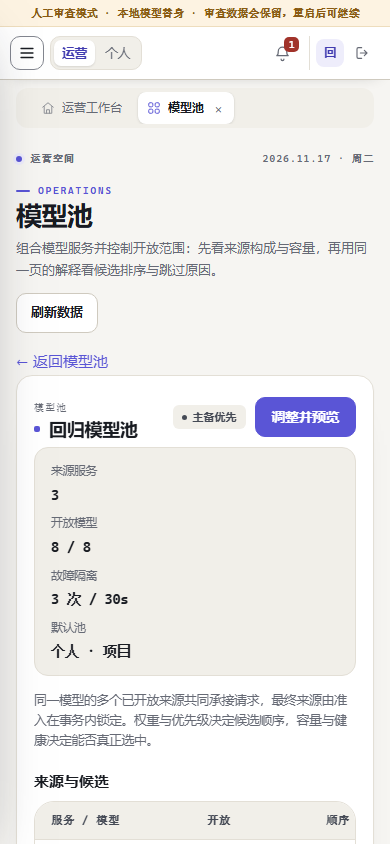 人工审查模式 · 本地模型替身 · 审查数据会保留，重启后可继续
运营 个人 1 回
运营工作台 模型池 ×
运营空间 2026.11.17 · 周二
OPERATIONS
模型池
组合模型服务并控制开放范围：先看来源构成与容量，再用同
一页的解释看候选排序与跳过原因。
刷新数据
← 返回模型池
模型池
回归模型池 主备优先 调整并预览
来源服务
3
开放模型
8 / 8
故障隔离
3 次 / 30s
默认池
个人 · 项目
同一模型的多个已开放来源共同承接请求，最终来源由准
入在事务内锁定。权重与优先级决定候选顺序，容量与健
康决定能否真正选中。
来源与候选
服务 / 模型 开放 顺序